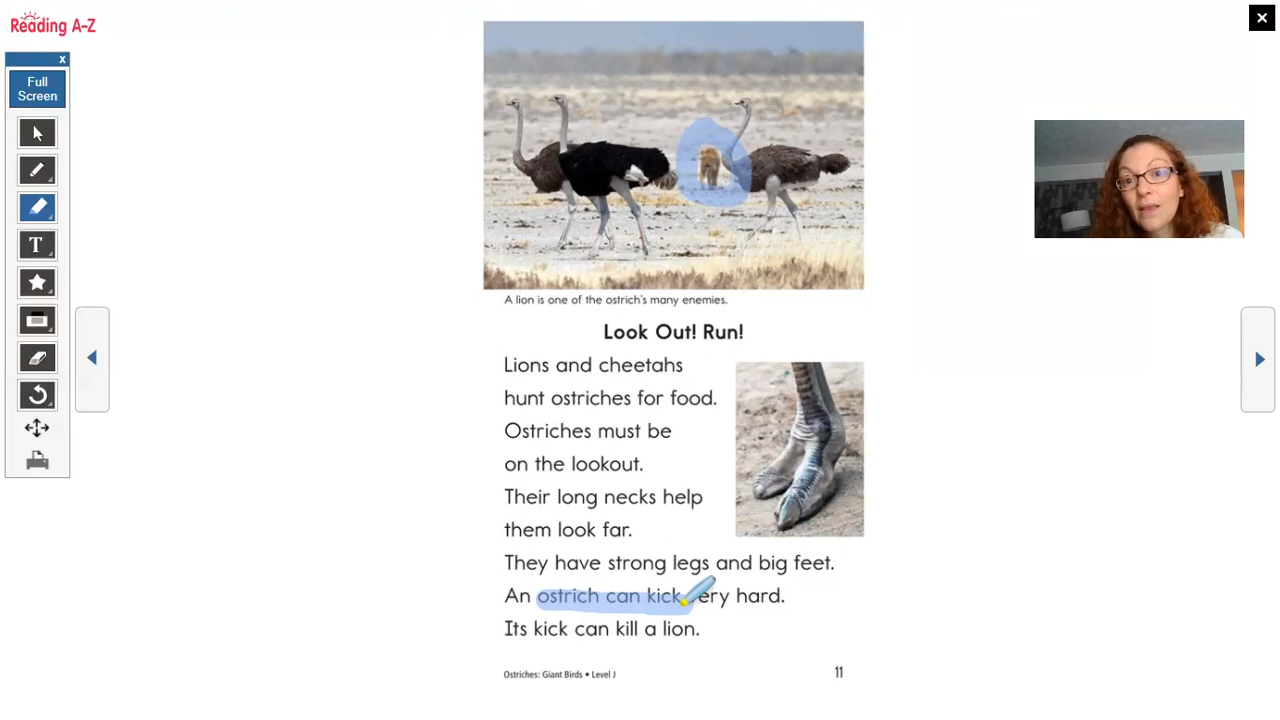 Reading A-Z
x
Full
Screen
T
A lion is one of the ostrich's many enemies.
Look Out! Run!
Lions and cheetahs
hunt ostriches for food.
Ostriches must be
on the lookout.
Their long necks help
them look far.
They have strong legs and big feet.
An ostrich can kick very hard.
Its kick can kill a lion.
Ostriches: Giant Birds • Level J
11